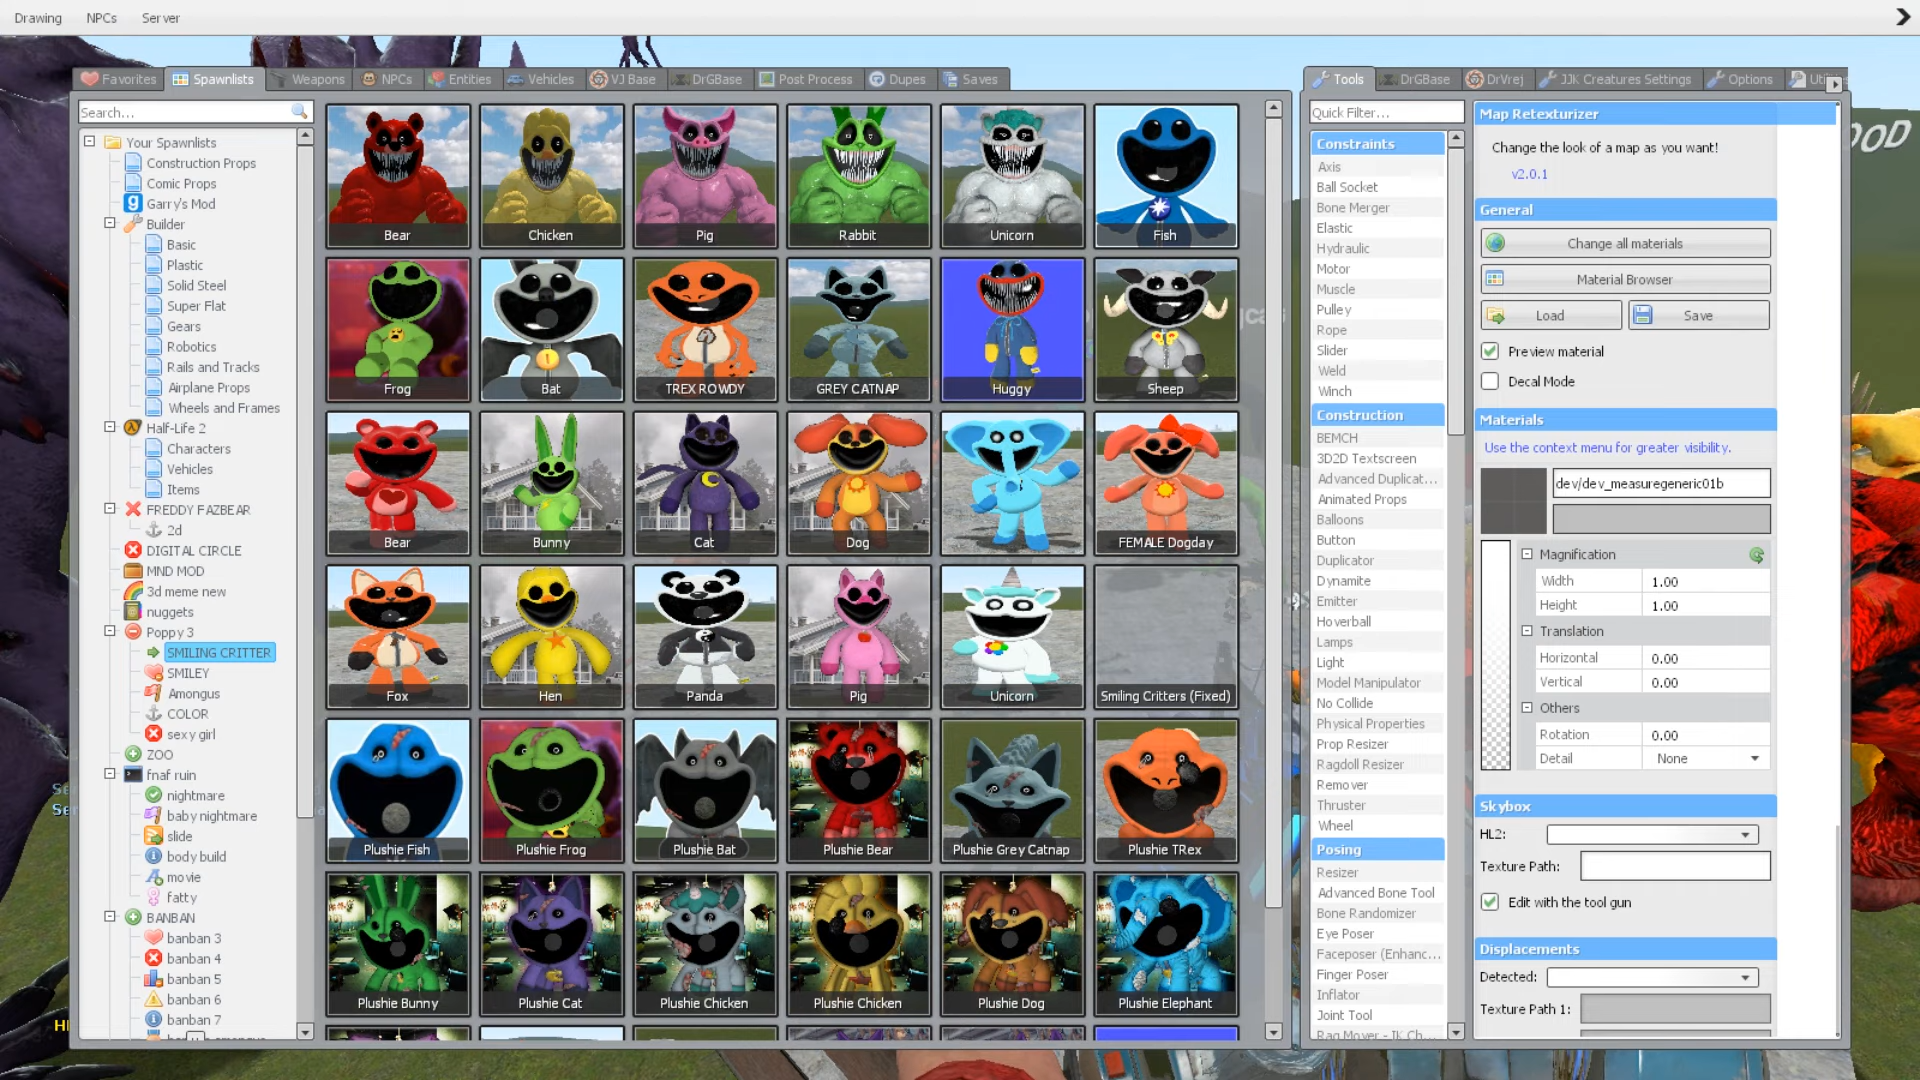 Drawing NPCs Server
Favorites Spawnlists Weapons NPCs Entities Vehicles VJ Base DrGBase Post Process Dupes Saves
Search...
Your Spawnlists
Construction Props
Comic Props
Garry's Mod
Builder
Basic
Plastic
Solid Steel
Super Flat
Gears
Robotics
Rails and Tracks
Airplane Props
Wheels and Frames
Half-Life 2
Characters
Vehicles
Items
FREDDY FAZBEAR
2d
DIGITAL CIRCLE
MND MOD
3d meme new
nuggets
Poppy 3
SMILING CRITTER
SMILEY
Amongus
COLOR
sexy girl
ZOO
fnaf ruin
nightmare
baby nightmare
slide
body build
movie
fatty
BANBAN
banban 3
banban 4
banban 5
banban 6
banban 7
Bear Chicken Pig Rabbit Unicorn Fish
Frog Bat TREX ROWDY GREY CATNAP Huggy Sheep
Bear Bunny Cat Dog FEMALE Dogday
Fox Hen Panda Pig Unicorn Smiling Critters (Fixed)
Plushie Fish Plushie Frog Plushie Bat Plushie Bear Plushie Grey Catnap Plushie TRex
Plushie Bunny Plushie Cat Plushie Chicken Plushie Chicken Plushie Dog Plushie Elephant
Tools DrGBase DrVrej JJK Creatures Settings Options
Quick Filter...
Constraints
Axis
Ball Socket
Bone Merger
Elastic
Hydraulic
Motor
Muscle
Pulley
Rope
Slider
Weld
Winch
Construction
BEMCH
3D2D Textscreen
Advanced Duplicat...
Animated Props
Balloons
Button
Duplicator
Dynamite
Emitter
Hoverball
Lamps
Light
Model Manipulator
No Collide
Physical Properties
Prop Resizer
Ragdoll Resizer
Remover
Thruster
Wheel
Posing
Resizer
Advanced Bone Tool
Bone Randomizer
Eye Poser
Faceposer (Enhanc...
Finger Poser
Inflator
Joint Tool
Rag Mover - IK Ch...
Map Retexturizer
Change the look of a map as you want!
v2.0.1
General
Change all materials
Material Browser
Load Save
Preview material
Decal Mode
Materials
Use the context menu for greater visibility.
dev/dev_measuregeneric01b
Magnification
Width 1.00
Height 1.00
Translation
Horizontal 0.00
Vertical 0.00
Others
Rotation 0.00
Detail None
Skybox
HL2:
Texture Path:
Edit with the tool gun
Displacements
Detected:
Texture Path 1: